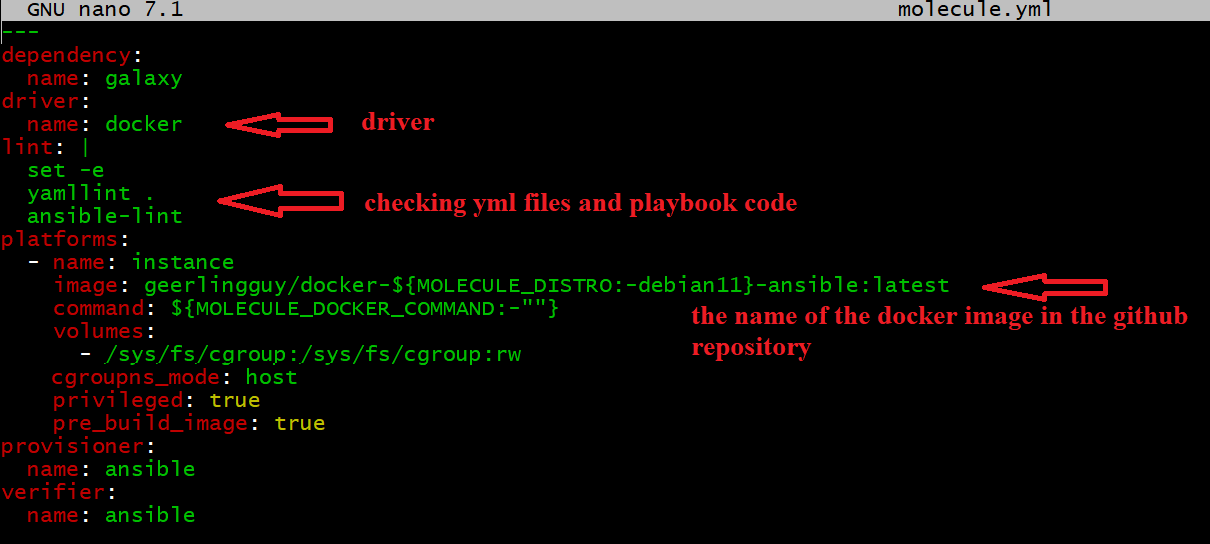 GNU nano 7.1 molecule.yml
---
dependency:
  name: galaxy
driver:
  name: docker driver
lint: |
  set -e
  yamllint . checking yml files and playbook code
  ansible-lint
platforms:
  - name: instance
    image: geerlingguy/docker-${MOLECULE_DISTRO:-debian11}-ansible:latest
    command: ${MOLECULE_DOCKER_COMMAND:-""}
the name of the docker image in the github
repository
    volumes:
      - /sys/fs/cgroup:/sys/fs/cgroup:rw
    cgroupns_mode: host
    privileged: true
    pre_build_image: true
provisioner:
  name: ansible
verifier:
  name: ansible